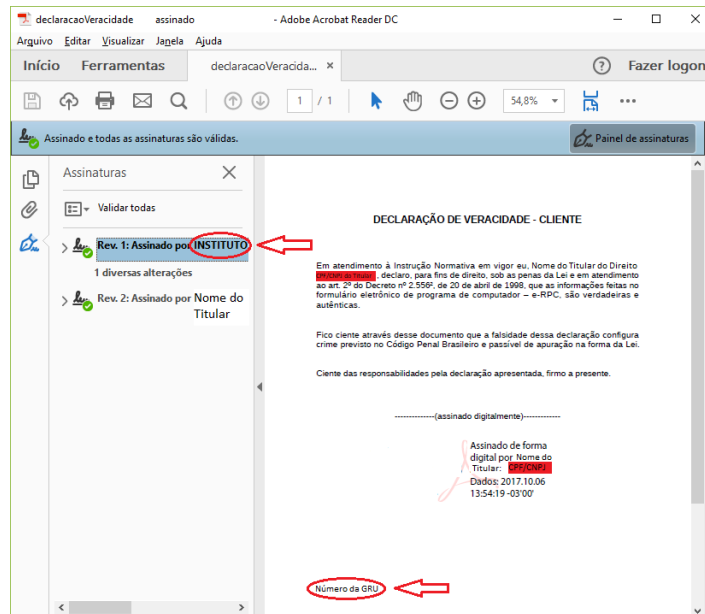 declaracaoVeracidade assinado - Adobe Acrobat Reader DC
Arquivo Editar Visualizar Janela Ajuda
Início Ferramentas declaracaoVeracida... × ? Fazer logon
1 / 1 54,8%
Assinado e todas as assinaturas são válidas. Painel de assinaturas
Assinaturas
Validar todas
Rev. 1: Assinado por INSTITUTO
1 diversas alterações
Rev. 2: Assinado por Nome do
Titular
DECLARAÇÃO DE VERACIDADE - CLIENTE
Em atendimento à Instrução Normativa em vigor eu, Nome do Titular do Direito
CPF/CNPJ do Titular, declaro, para fins de direito, sob as penas da Lei e em atendimento
ao art. 2º do Decreto nº 2.556², de 20 de abril de 1998, que as informações feitas no
formulário eletrônico de programa de computador – e-RPC, são verdadeiras e
autênticas.
Fico ciente através desse documento que a falsidade dessa declaração configura
crime previsto no Código Penal Brasileiro e passível de apuração na forma da Lei.
Ciente das responsabilidades pela declaração apresentada, firmo a presente.
--------------(assinado digitalmente)-------------
Assinado de forma
digital por Nome do
Titular: CPF/CNPJ
Dados: 2017.10.06
13:54:19 -03'00'
Número da GRU